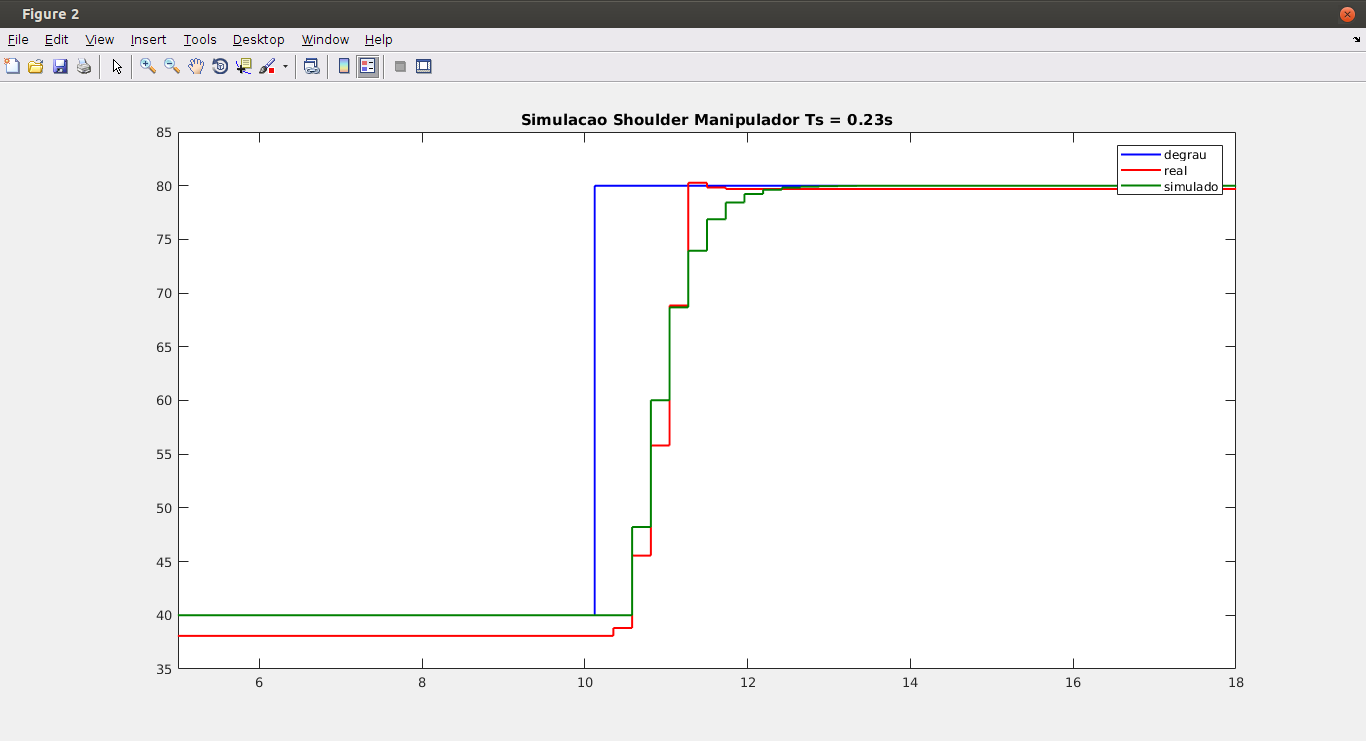 Figure 2
File Edit View Insert Tools Desktop Window Help
Simulacao Shoulder Manipulador Ts = 0.23s
85
80
75
70
65
60
55
50
45
40
35
6 8 10 12 14 16 18
degrau
real
simulado